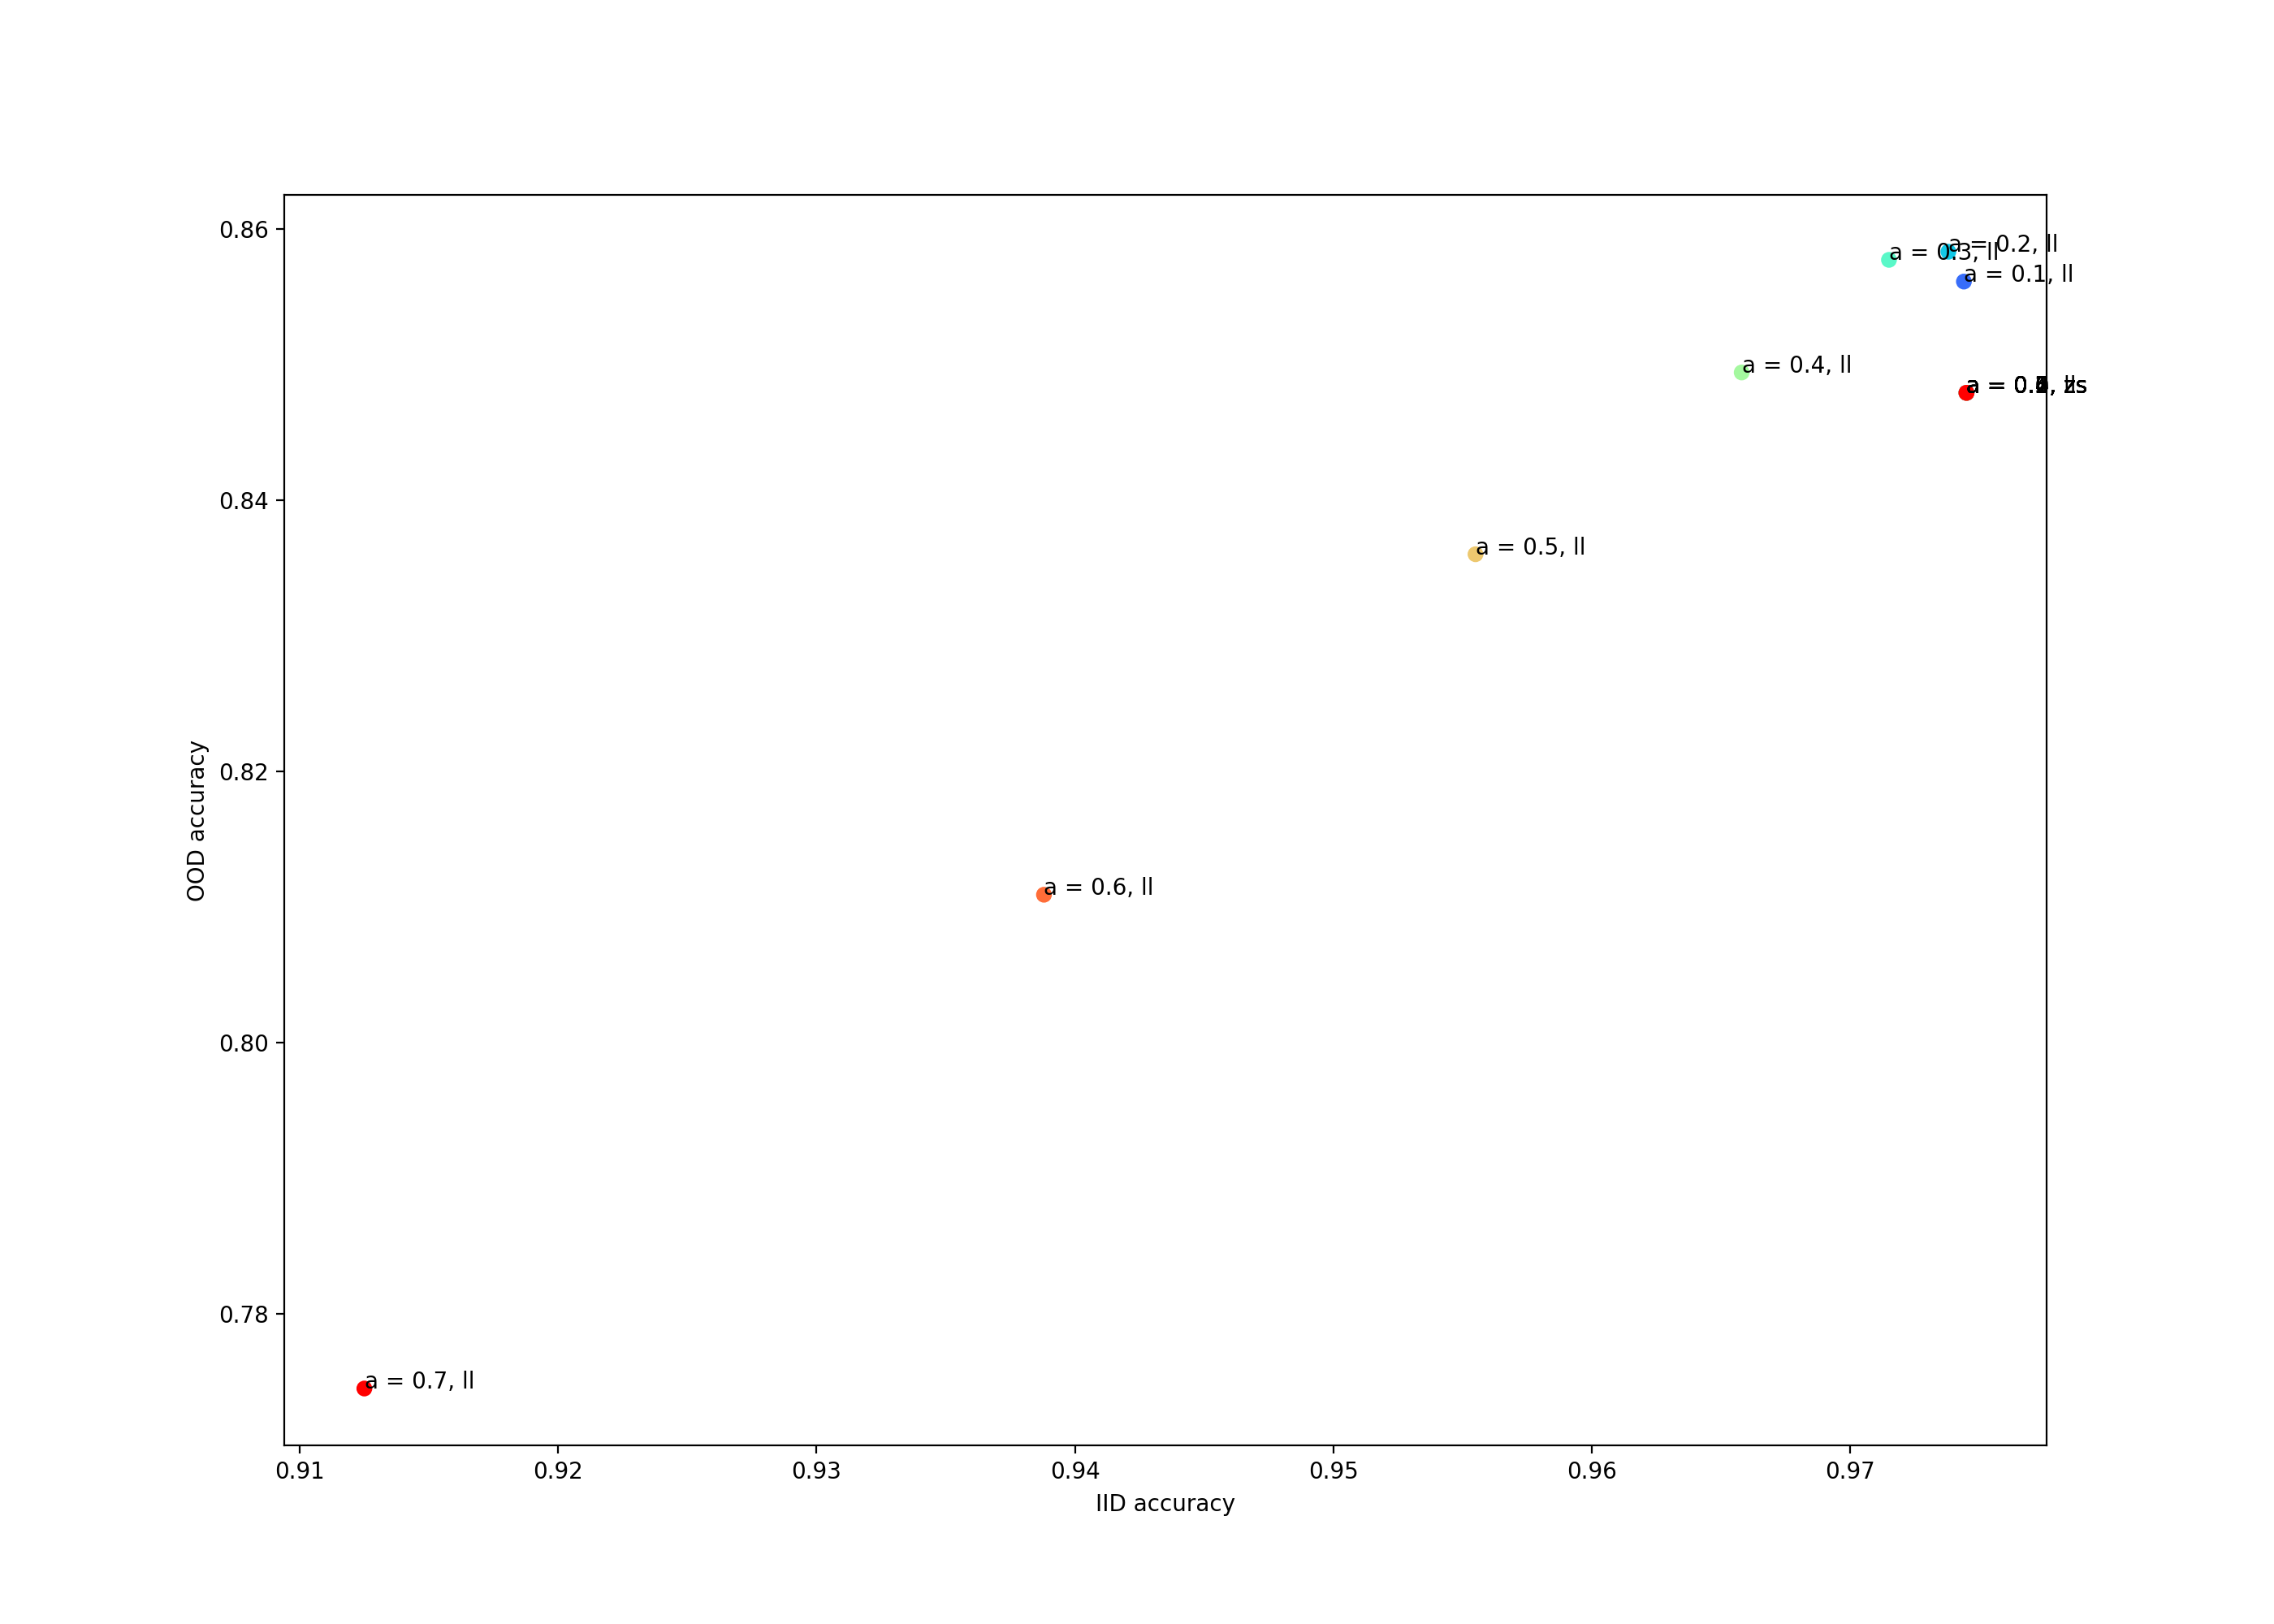 0.86
a = 0.2, ll
a = 0.3, ll
a = 0.1, ll
a = 0.4, ll
0.84
a = 0.5, ll
0.82
OOD accuracy
a = 0.6, ll
0.80
0.78
a = 0.7, ll
0.91 0.92 0.93 0.94 0.95 0.96 0.97
IID accuracy